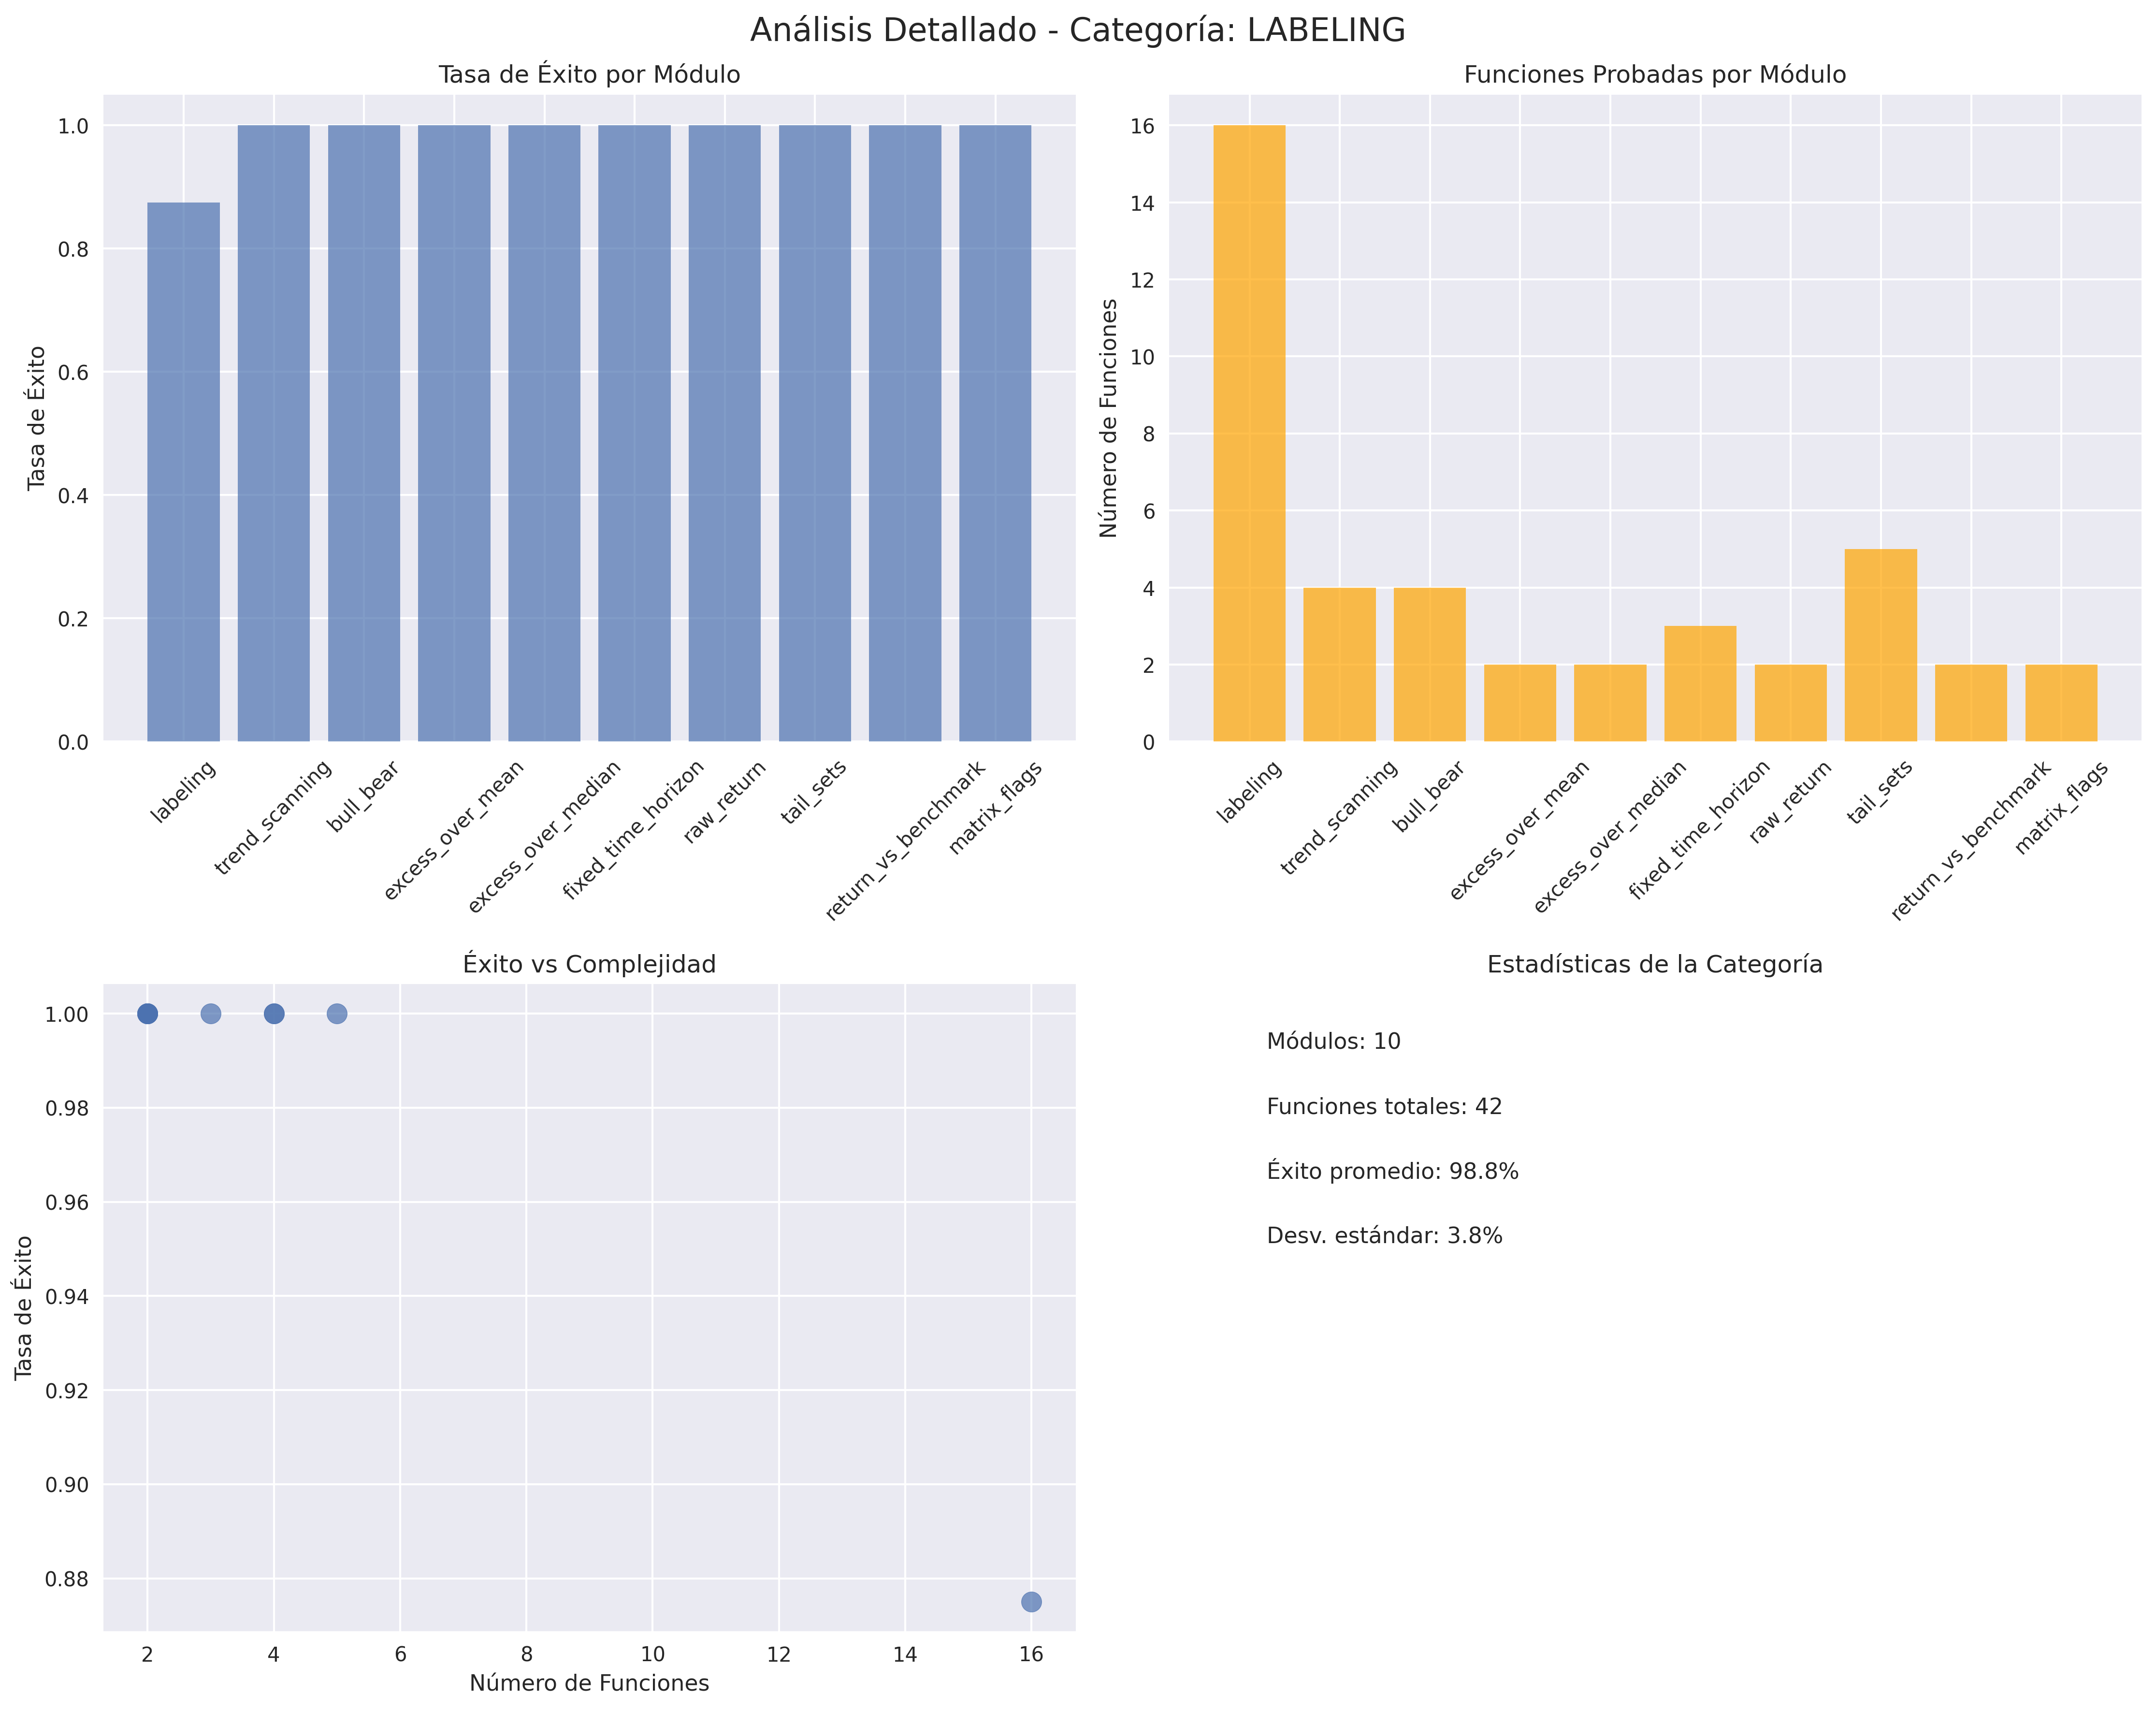 Análisis Detallado - Categoría: LABELING
Tasa de Éxito por Módulo
Tasa de Éxito
1.0
0.8
0.6
0.4
0.2
0.0
labeling
trend_scanning
bull_bear
excess_over_mean
excess_over_median
fixed_time_horizon
raw_return
tail_sets
return_vs_benchmark
matrix_flags
Funciones Probadas por Módulo
Número de Funciones
16
14
12
10
8
6
4
2
0
labeling
trend_scanning
bull_bear
excess_over_mean
excess_over_median
fixed_time_horizon
raw_return
tail_sets
return_vs_benchmark
matrix_flags
Éxito vs Complejidad
Tasa de Éxito
1.00
0.98
0.96
0.94
0.92
0.90
0.88
2
4
6
8
10
12
14
16
Número de Funciones
Estadísticas de la Categoría
Módulos: 10
Funciones totales: 42
Éxito promedio: 98.8%
Desv. estándar: 3.8%